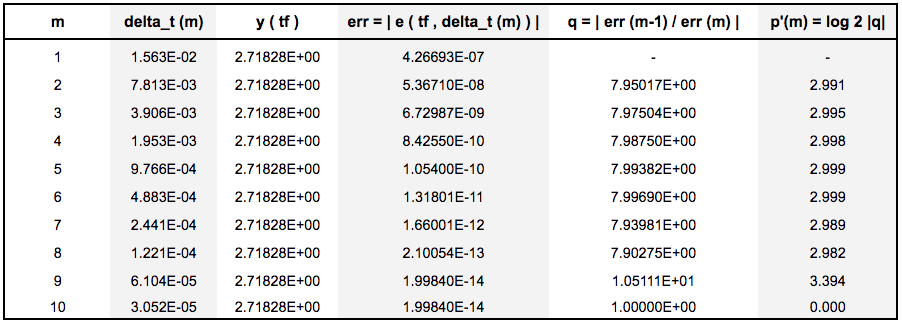 m delta_t (m) y ( tf ) err = | e ( tf , delta_t (m) ) | q = | err (m-1) / err (m) | p'(m) = log 2 |q|
1 1.563E-02 2.71828E+00 4.26693E-07 - -
2 7.813E-03 2.71828E+00 5.36710E-08 7.95017E+00 2.991
3 3.906E-03 2.71828E+00 6.72987E-09 7.97504E+00 2.995
4 1.953E-03 2.71828E+00 8.42550E-10 7.98750E+00 2.998
5 9.766E-04 2.71828E+00 1.05400E-10 7.99382E+00 2.999
6 4.883E-04 2.71828E+00 1.31801E-11 7.99690E+00 2.999
7 2.441E-04 2.71828E+00 1.66001E-12 7.93981E+00 2.989
8 1.221E-04 2.71828E+00 2.10054E-13 7.90275E+00 2.982
9 6.104E-05 2.71828E+00 1.99840E-14 1.05111E+01 3.394
10 3.052E-05 2.71828E+00 1.99840E-14 1.00000E+00 0.000